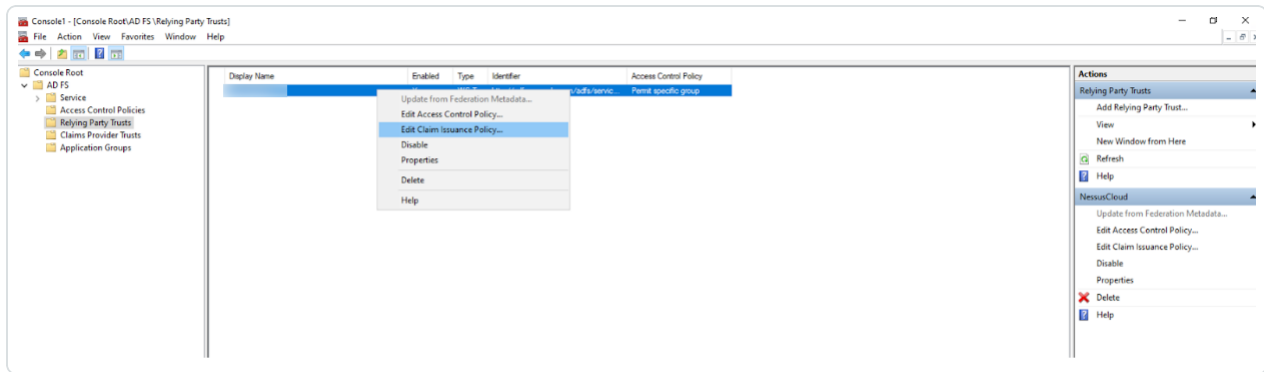 Console1 - [Console Root\AD FS\Relying Party Trusts]
File Action View Favorites Window Help
Console Root
AD FS
Service
Access Control Policies
Relying Party Trusts
Claims Provider Trusts
Application Groups
Display Name Enabled Type Identifier Access Control Policy
/adfs/servic... Permit specific group
Update from Federation Metadata...
Edit Access Control Policy...
Edit Claim Issuance Policy...
Disable
Properties
Delete
Help
Actions
Relying Party Trusts
Add Relying Party Trust...
View
New Window from Here
Refresh
Help
NessusCloud
Update from Federation Metadata...
Edit Access Control Policy...
Edit Claim Issuance Policy...
Disable
Properties
Delete
Help